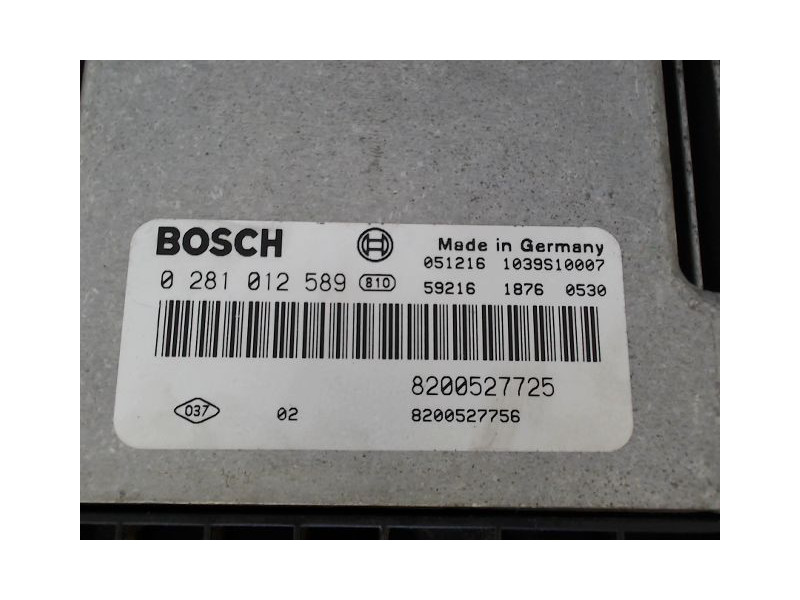 BOSCH
Made in Germany
051216 1039S10007
0 281 012 589 810
59216 1876 0530
8200527725
037 02 8200527756